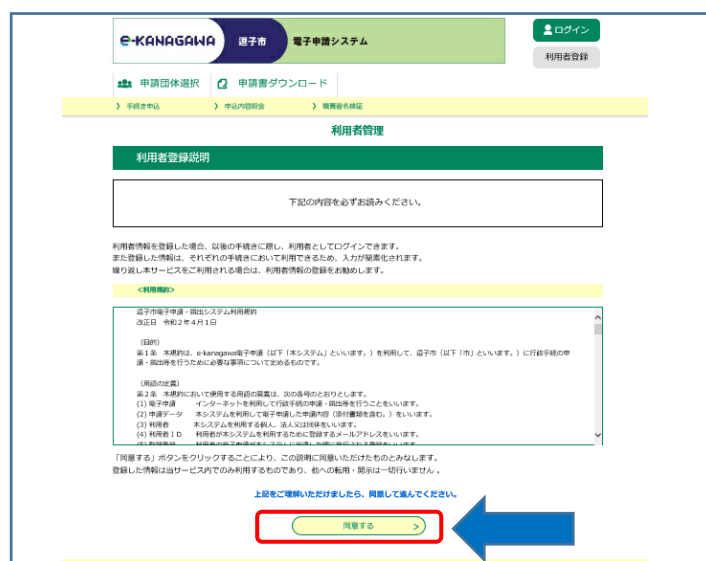 e-KANAGAWA 逗子市 電子申請システム
ログイン
利用者登録
申請団体選択 申請書ダウンロード
》 手続き申込 》 申込内容照会 》 職責署名検証
利用者管理
利用者登録説明
下記の内容を必ずお読みください。
利用者情報を登録した場合、以後の手続きに際し、利用者としてログインできます。
また登録した情報は、それぞれの手続きにおいて利用できるため、入力が簡素化されます。
繰り返し本サービスをご利用される場合は、利用者情報の登録をお勧めします。
<利用規約>
逗子市電子申請・届出システム利用規約
改正日 令和2年4月1日
(目的)
第1条 本規約は、e-kanagawa電子申請(以下「本システム」といいます。)を利用して、逗子市(以下「市」といいます。)に行政手続の申
請・届出等を行うために必要な事項について定めるものです。
(用語の定義)
第2条 本規約において使用する用語の意義は、次の各号のとおりとします。
(1) 電子申請 インターネットを利用して行政手続の申請・届出等を行うことをいいます。
(2) 申請データ 本システムを利用して電子申請した申請内容(添付書類を含む。)をいいます。
(3) 利用者 本システムを利用する個人、法人又は団体をいいます。
(4) 利用者ID 利用者が本システムを利用するために登録するメールアドレスをいいます。
「同意する」ボタンをクリックすることにより、この説明に同意いただけたものとみなします。
登録した情報は当サービス内でのみ利用するものであり、他への転用・開示は一切行いません 。
上記をご理解いただけましたら、同意して進んでください。
同意する >